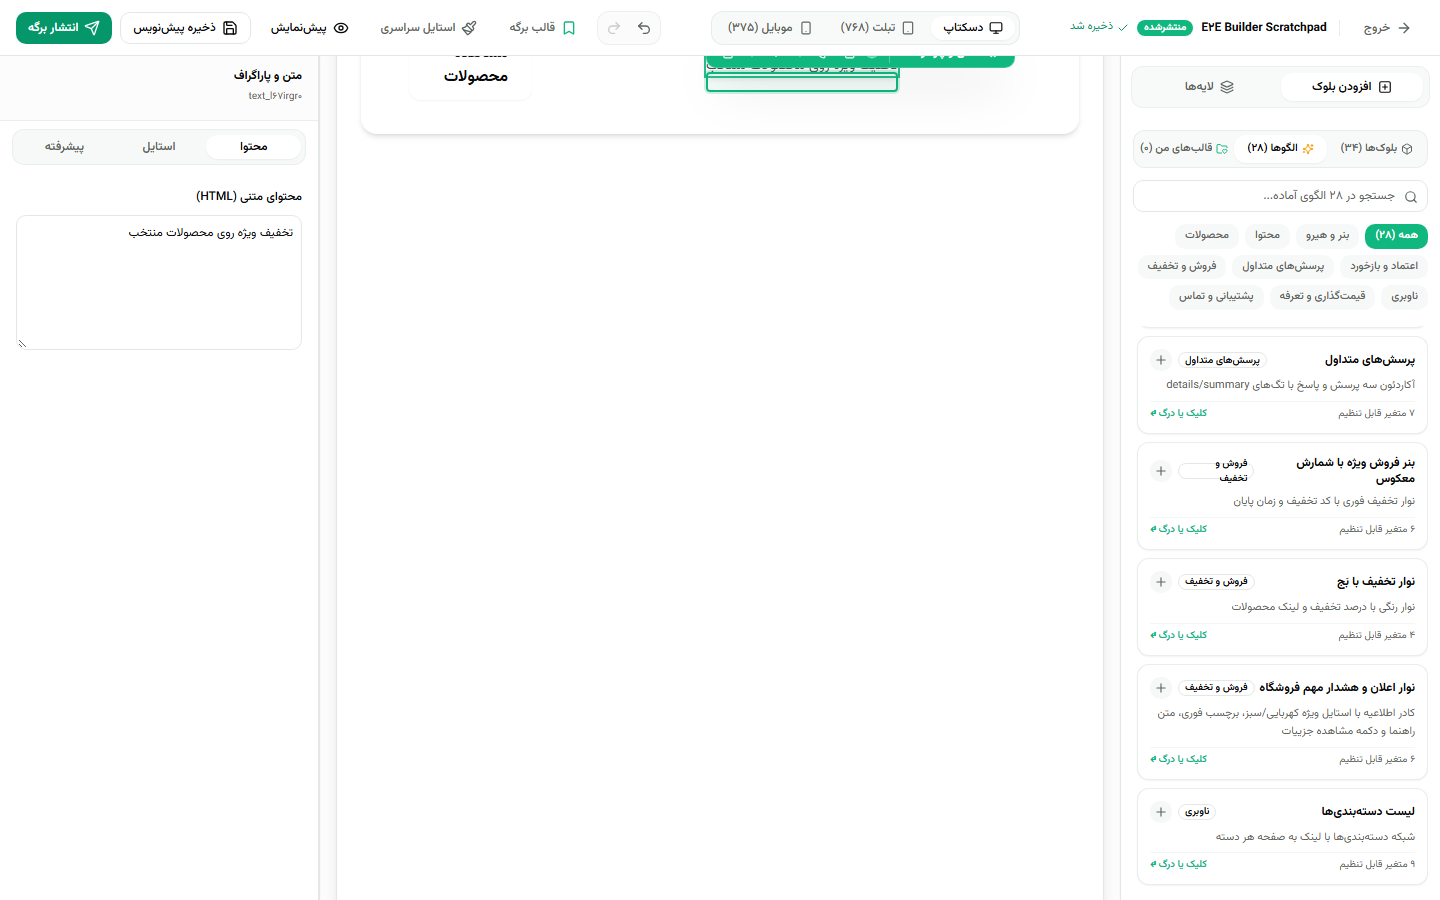 خروج
E2E Builder Scratchpad
منتشرشده
ذخیره شد
دسکتاپ
تبلت (۷۶۸)
موبایل (۳۷۵)
قالب برگه
استایل سراسری
پیش‌نمایش
ذخیره پیش‌نویس
انتشار برگه
افزودن بلوک
لایه‌ها
بلوک‌ها (۳۴)
الگوها (۲۸)
قالب‌های من (۰)
جستجو در ۲۸ الگوی آماده...
همه (۲۸)
بنر و هیرو
محتوا
محصولات
اعتماد و بازخورد
پرسش‌های متداول
فروش و تخفیف
ناوبری
قیمت‌گذاری و تعرفه
پشتیبانی و تماس
پرسش‌های متداول
پرسش‌های متداول
آکاردئون سه پرسش و پاسخ با تگ‌های details/summary
۷ متغیر قابل تنظیم
کلیک یا درگ
بنر فروش ویژه با شمارش
معکوس
فروش و
تخفیف
نوار تخفیف فوری با کد تخفیف و زمان پایان
۶ متغیر قابل تنظیم
کلیک یا درگ
نوار تخفیف با بَج
فروش و تخفیف
نوار رنگی با درصد تخفیف و لینک محصولات
۴ متغیر قابل تنظیم
کلیک یا درگ
نوار اعلان و هشدار مهم فروشگاه
فروش و تخفیف
کادر اطلاعیه با استایل ویژه کهربایی/سبز، برچسب فوری، متن
راهنما و دکمه مشاهده جزییات
۶ متغیر قابل تنظیم
کلیک یا درگ
لیست دسته‌بندی‌ها
ناوبری
شبکه دسته‌بندی‌ها با لینک به صفحه هر دسته
۹ متغیر قابل تنظیم
کلیک یا درگ
محصولات
متن و پاراگراف
text_l۶۷irgr۰
محتوا
استایل
پیشرفته
محتوای متنی (HTML)
تخفیف ویژه روی محصولات منتخب